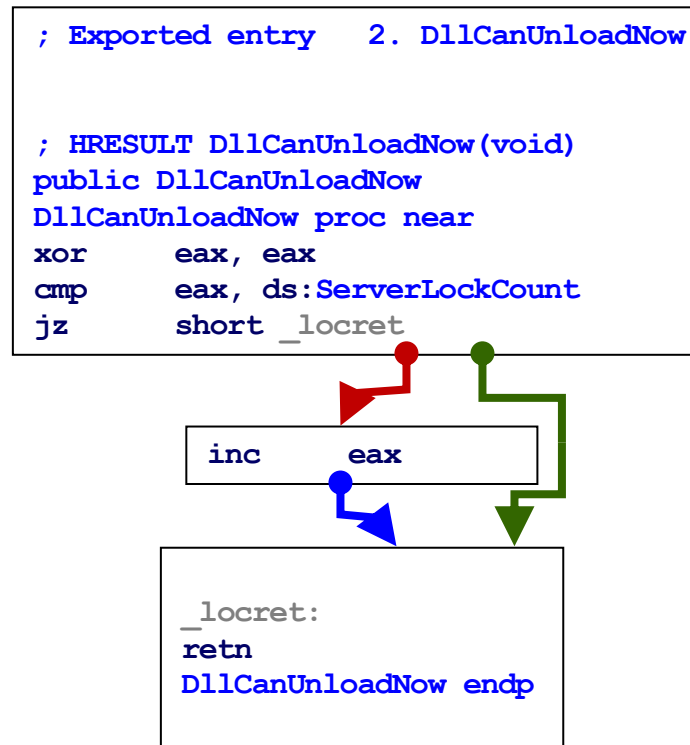 ; Exported entry   2. DllCanUnloadNow
; HRESULT DllCanUnloadNow(void)
public DllCanUnloadNow
DllCanUnloadNow proc near
xor     eax, eax
cmp     eax, ds:ServerLockCount
jz      short _locret
inc     eax
_locret:
retn
DllCanUnloadNow endp